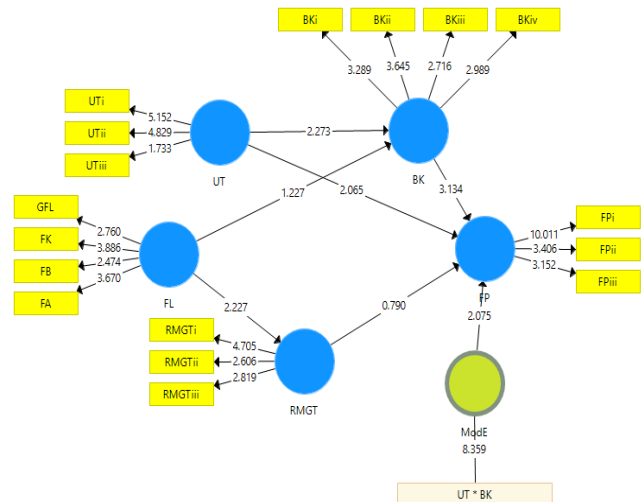 BKi
BKii
BKiii
BKiv
3.289
3.645
2.716
2.989
UTi
UTii
UTiii
5.152
4.829
1.733
UT
2.273
BK
1.227
2.065
3.134
GFL
FK
FB
FA
2.760
3.886
2.474
3.670
FL
FPi
FPii
FPiii
10.011
3.406
3.152
FP
2.227
0.790
2.075
RMGTi
RMGTii
RMGTiii
4.705
2.606
2.819
RMGT
ModE
8.359
UT * BK